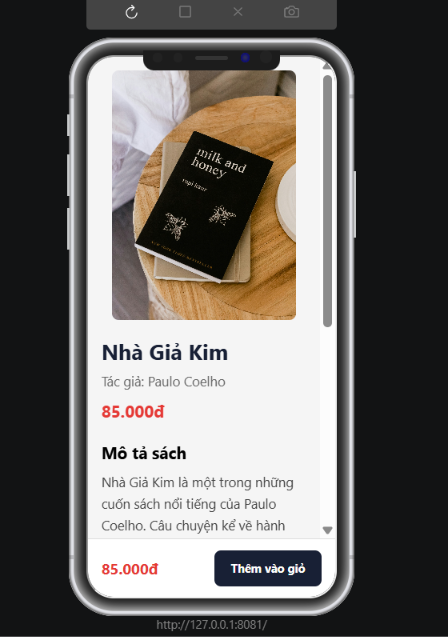 milk and
honey
rupi kaur
Nhà Giả Kim
Tác giả: Paulo Coelho
85.000đ
Mô tả sách
Nhà Giả Kim là một trong những
cuốn sách nổi tiếng của Paulo
Coelho. Câu chuyện kể về hành
85.000đ
Thêm vào giỏ
http://127.0.0.1:8081/